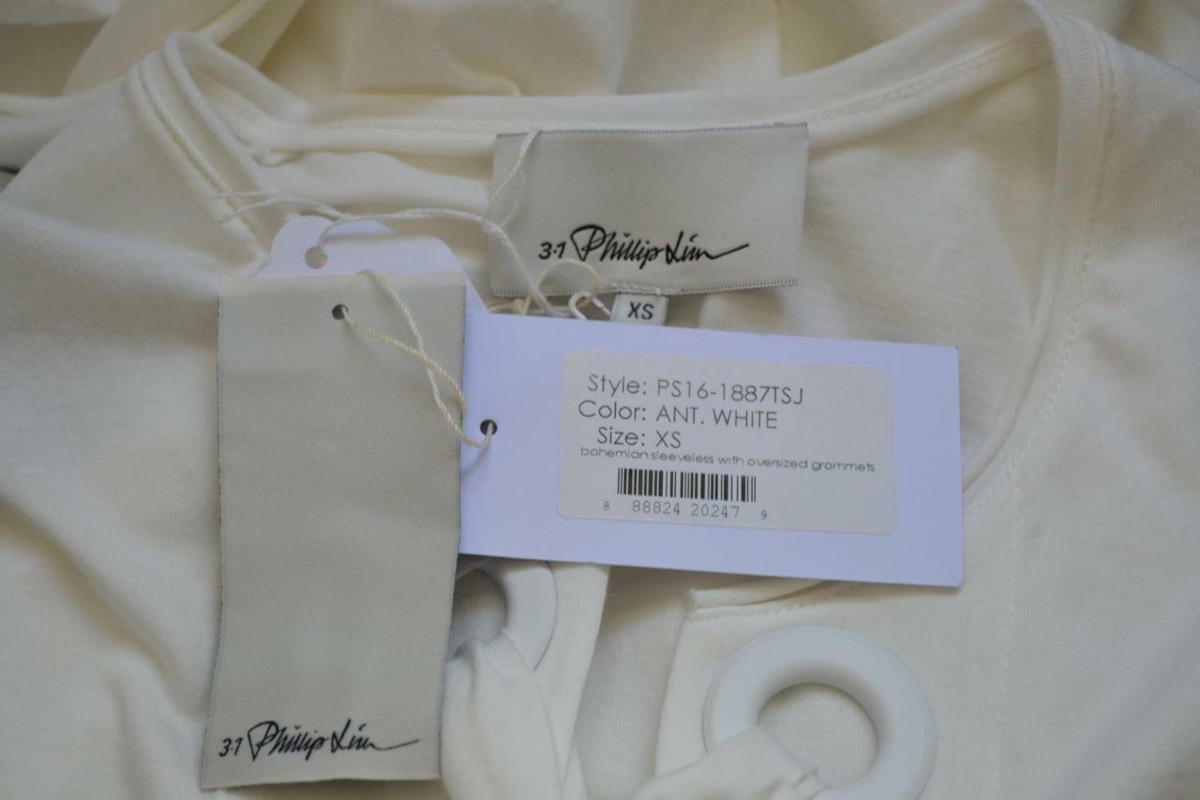 3.1 Phillip Lim
XS
Style: PS16-1887TSJ
Color: ANT. WHITE
Size: XS
bohemian sleeveless with oversized grommets
8 88824 20247 9
3.1 Phillip Lim